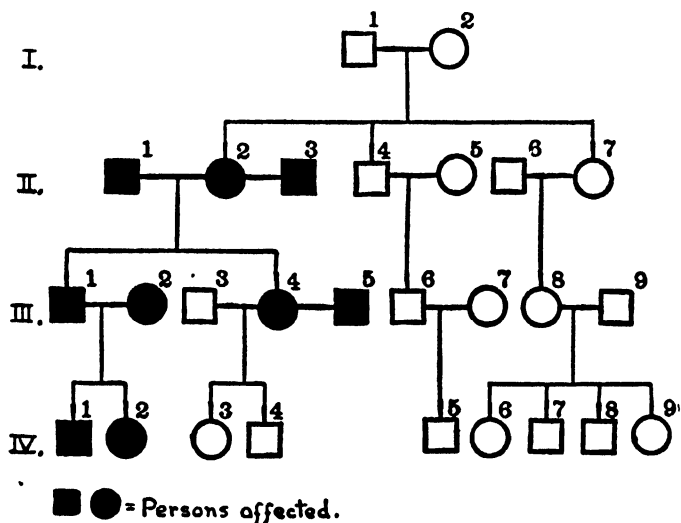 1 2
I.
1 2 3 4 5 6 7
II.
1 2 3 4 5 6 7 8 9
III.
1 2 3 4 5 6 7 8 9
IV.
= Persons affected.